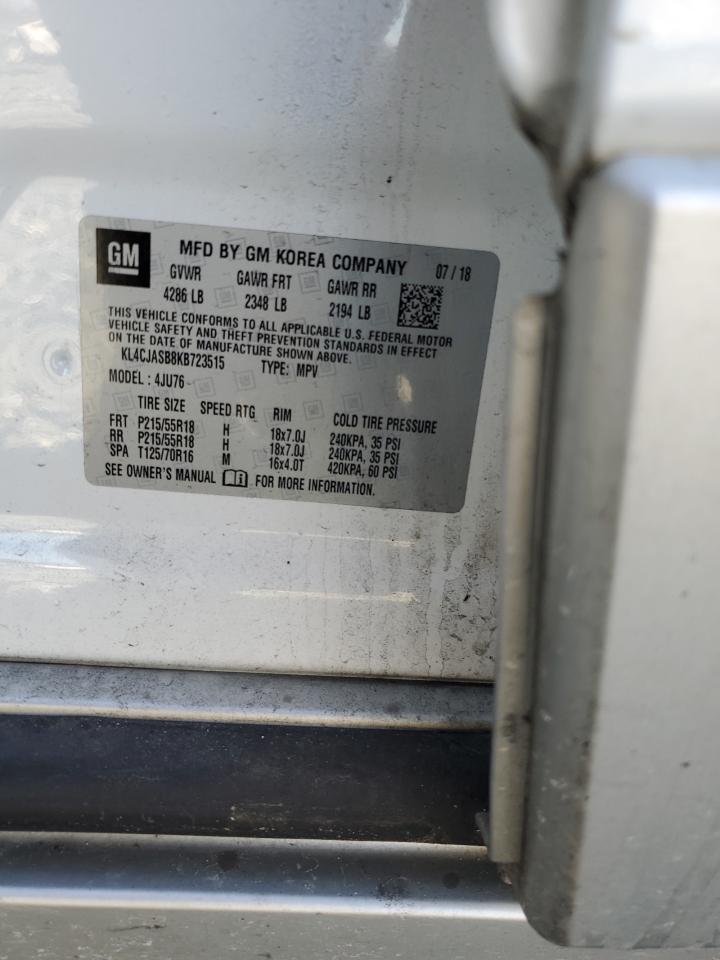 GM
MFD BY GM KOREA COMPANY 07 / 18
GVWR GAWR FRT GAWR RR
4286 LB 2348 LB 2194 LB
THIS VEHICLE CONFORMS TO ALL APPLICABLE U.S. FEDERAL MOTOR
VEHICLE SAFETY AND THEFT PREVENTION STANDARDS IN EFFECT
ON THE DATE OF MANUFACTURE SHOWN ABOVE.
KL4CJASB8KB723515 TYPE: MPV
MODEL : 4JU76
TIRE SIZE SPEED RTG RIM COLD TIRE PRESSURE
FRT P215/55R18 H 18x7.0J 240KPA, 35 PSI
RR P215/55R18 H 18x7.0J 240KPA, 35 PSI
SPA T125/70R16 M 16x4.0T 420KPA, 60 PSI
SEE OWNER'S MANUAL FOR MORE INFORMATION.